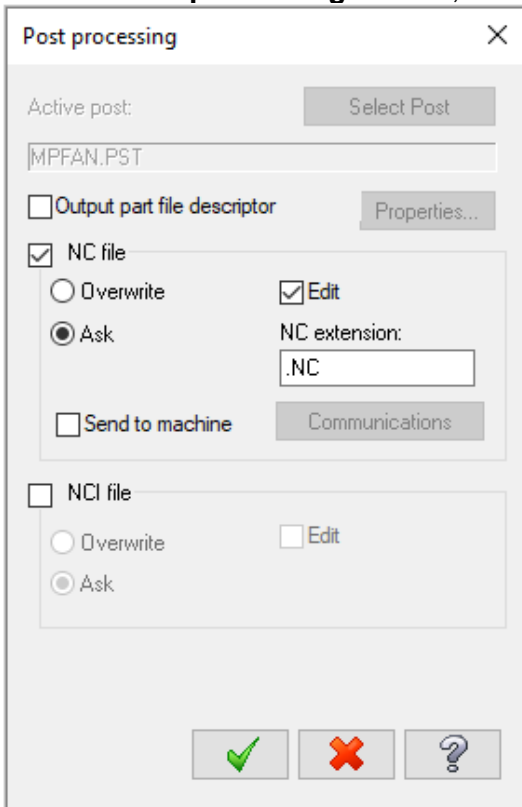 Post processing
Active post:
Select Post
MPFAN.PST
Output part file descriptor
Properties...
NC file
Overwrite
Edit
Ask
NC extension:
.NC
Send to machine
Communications
NCI file
Overwrite
Edit
Ask